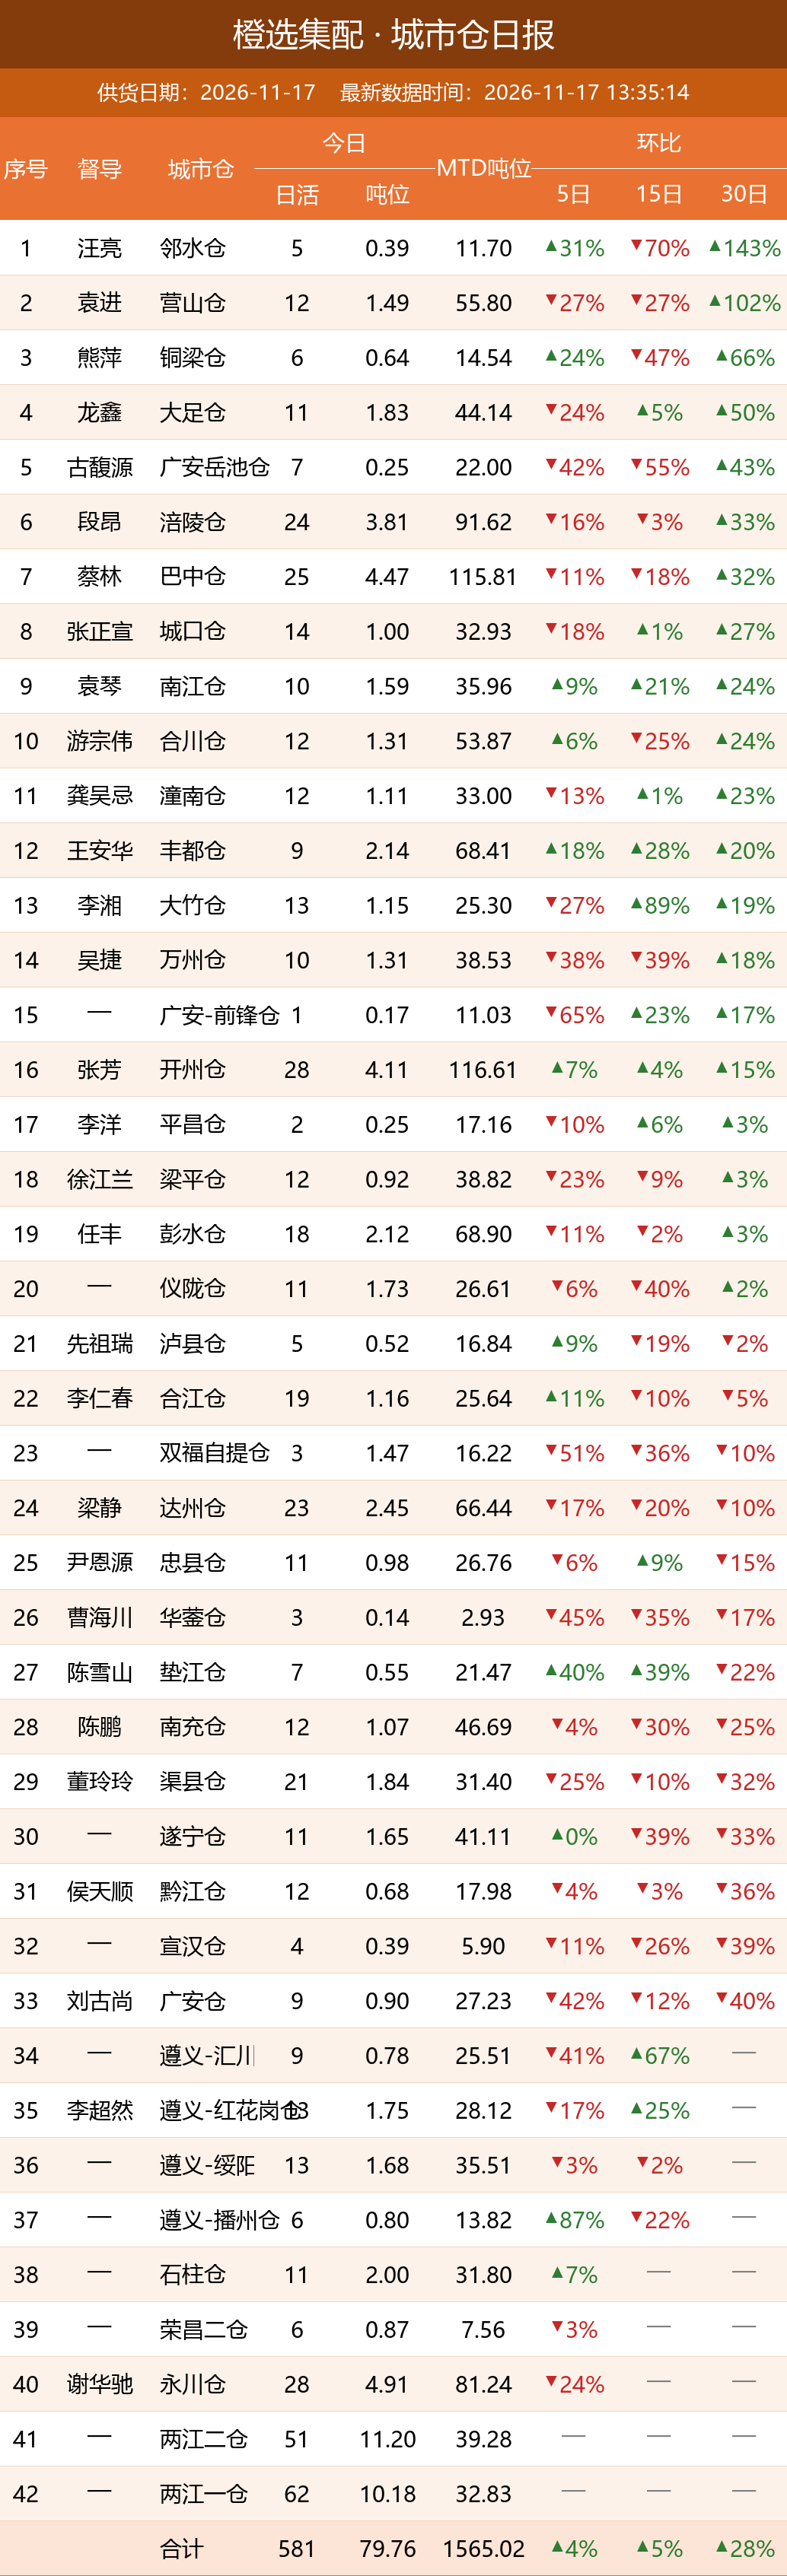 橙选集配 · 城市仓日报
供货日期：2026-11-17 最新数据时间：2026-11-17 13:35:14
序号 督导 城市仓 今日 MTD吨位 环比
日活 吨位 5日 15日 30日
1 汪亮 邻水仓 5 0.39 11.70 ▲31% ▼70% ▲143%
2 袁进 营山仓 12 1.49 55.80 ▼27% ▼27% ▲102%
3 熊萍 铜梁仓 6 0.64 14.54 ▲24% ▼47% ▲66%
4 龙鑫 大足仓 11 1.83 44.14 ▼24% ▲5% ▲50%
5 古馥源 广安岳池仓 7 0.25 22.00 ▼42% ▼55% ▲43%
6 段昂 涪陵仓 24 3.81 91.62 ▼16% ▼3% ▲33%
7 蔡林 巴中仓 25 4.47 115.81 ▼11% ▼18% ▲32%
8 张正宣 城口仓 14 1.00 32.93 ▼18% ▲1% ▲27%
9 袁琴 南江仓 10 1.59 35.96 ▲9% ▲21% ▲24%
10 游宗伟 合川仓 12 1.31 53.87 ▲6% ▼25% ▲24%
11 龚吴忌 潼南仓 12 1.11 33.00 ▼13% ▲1% ▲23%
12 王安华 丰都仓 9 2.14 68.41 ▲18% ▲28% ▲20%
13 李湘 大竹仓 13 1.15 25.30 ▼27% ▲89% ▲19%
14 吴捷 万州仓 10 1.31 38.53 ▼38% ▼39% ▲18%
15 — 广安-前锋仓 1 0.17 11.03 ▼65% ▲23% ▲17%
16 张芳 开州仓 28 4.11 116.61 ▲7% ▲4% ▲15%
17 李洋 平昌仓 2 0.25 17.16 ▼10% ▲6% ▲3%
18 徐江兰 梁平仓 12 0.92 38.82 ▼23% ▼9% ▲3%
19 任丰 彭水仓 18 2.12 68.90 ▼11% ▼2% ▲3%
20 — 仪陇仓 11 1.73 26.61 ▼6% ▼40% ▲2%
21 先祖瑞 泸县仓 5 0.52 16.84 ▲9% ▼19% ▼2%
22 李仁春 合江仓 19 1.16 25.64 ▲11% ▼10% ▼5%
23 — 双福自提仓 3 1.47 16.22 ▼51% ▼36% ▼10%
24 梁静 达州仓 23 2.45 66.44 ▼17% ▼20% ▼10%
25 尹恩源 忠县仓 11 0.98 26.76 ▼6% ▲9% ▼15%
26 曹海川 华蓥仓 3 0.14 2.93 ▼45% ▼35% ▼17%
27 陈雪山 垫江仓 7 0.55 21.47 ▲40% ▲39% ▼22%
28 陈鹏 南充仓 12 1.07 46.69 ▼4% ▼30% ▼25%
29 董玲玲 渠县仓 21 1.84 31.40 ▼25% ▼10% ▼32%
30 — 遂宁仓 11 1.65 41.11 ▲0% ▼39% ▼33%
31 侯天顺 黔江仓 12 0.68 17.98 ▼4% ▼3% ▼36%
32 — 宣汉仓 4 0.39 5.90 ▼11% ▼26% ▼39%
33 刘古尚 广安仓 9 0.90 27.23 ▼42% ▼12% ▼40%
34 — 遵义-汇川 9 0.78 25.51 ▼41% ▲67% —
35 李超然 遵义-红花岗仓 13 1.75 28.12 ▼17% ▲25% —
36 — 遵义-绥阳 13 1.68 35.51 ▼3% ▼2% —
37 — 遵义-播州仓 6 0.80 13.82 ▲87% ▼22% —
38 — 石柱仓 11 2.00 31.80 ▲7% — —
39 — 荣昌二仓 6 0.87 7.56 ▼3% — —
40 谢华驰 永川仓 28 4.91 81.24 ▼24% — —
41 — 两江二仓 51 11.20 39.28 — — —
42 — 两江一仓 62 10.18 32.83 — — —
合计 581 79.76 1565.02 ▲4% ▲5% ▲28%